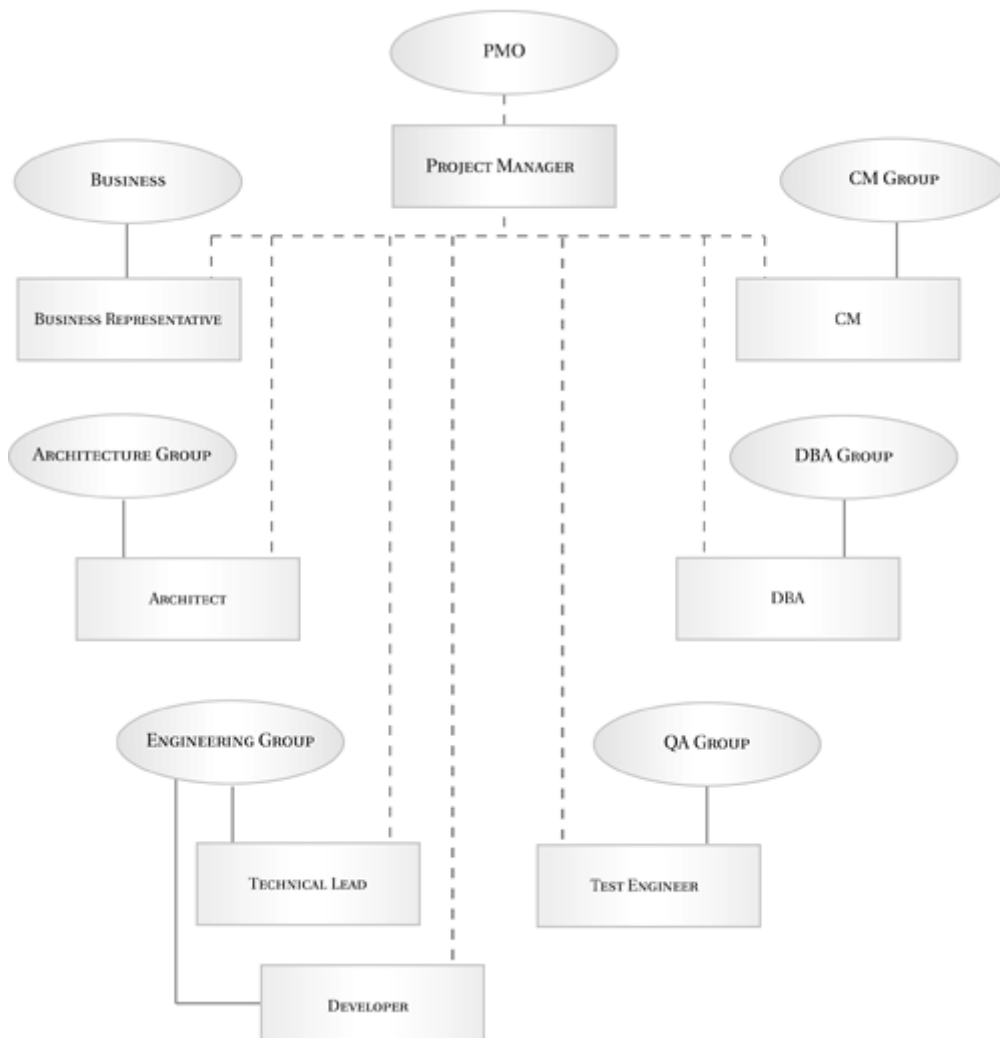 PMO
PROJECT MANAGER
BUSINESS
CM GROUP
BUSINESS REPRESENTATIVE
CM
ARCHITECTURE GROUP
DBA GROUP
ARCHITECT
DBA
ENGINEERING GROUP
QA GROUP
TECHNICAL LEAD
TEST ENGINEER
DEVELOPER